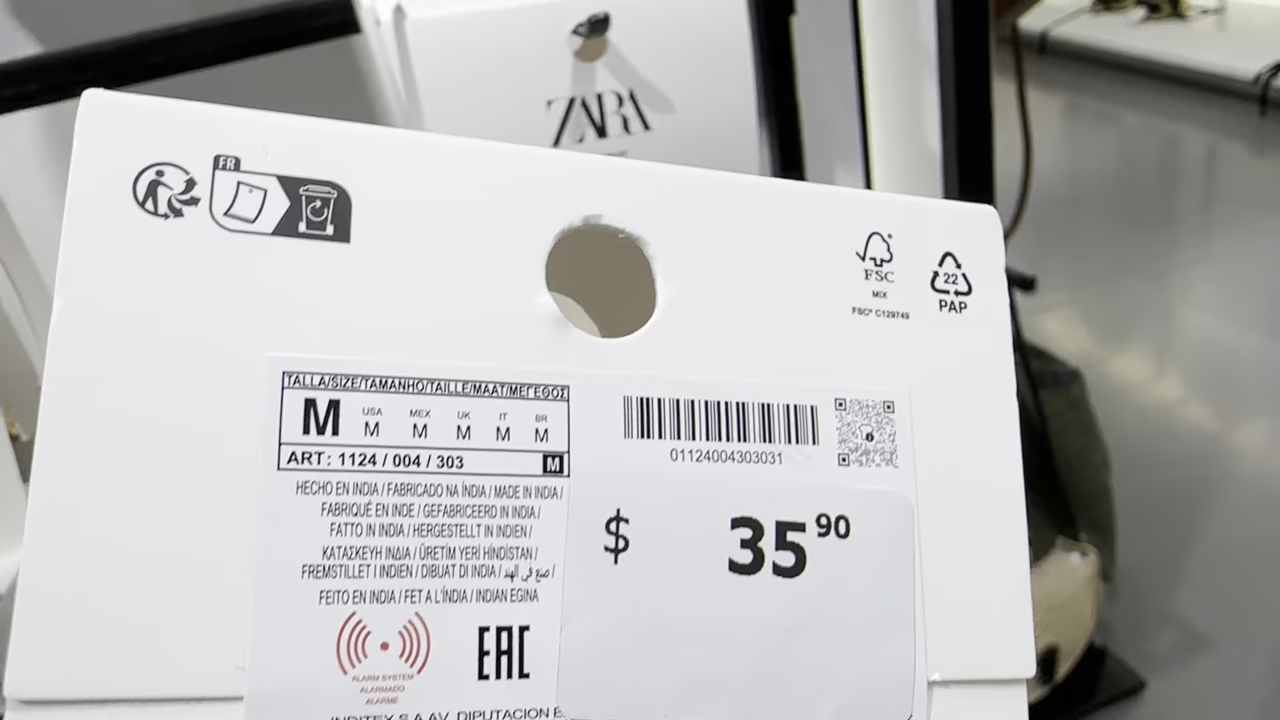 ZARA
FR
FSC
MIX
FSC® C129749
22
PAP
TALLA/SIZE/TAMANHO/TAILLE/MAAT/ΜΕΓΕΘΟΣ
M
USA MEX UK IT BR
M M M M M
ART: 1124 / 004 / 303 M
HECHO EN INDIA / FABRICADO NA ÍNDIA / MADE IN INDIA /
FABRIQUÉ EN INDE / GEFABRICEERD IN INDIA /
FATTO IN INDIA / HERGESTELLT IN INDIEN /
ΚΑΤΑΣΚΕΥΗ ΙΝΔΙΑ / ÜRETİM YERİ HİNDİSTAN /
FREMSTILLET I INDIEN / DIBUAT DI INDIA / صنع في الهند /
FEITO EN INDIA / FET A L'ÍNDIA / INDIAN EGINA
ALARM SYSTEM
ALARMADO
ALARME
EAC
INDITEX S.A AV. DIPUTACION
01124004303031
$ 35 90